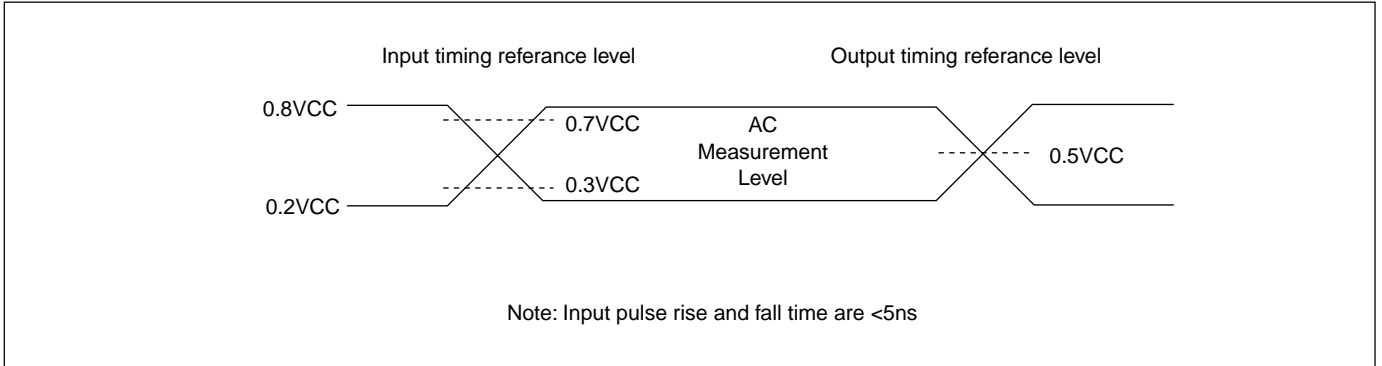 Input timing referance level
Output timing referance level
0.8VCC
0.7VCC
AC
Measurement
Level
0.5VCC
0.3VCC
0.2VCC
Note: Input pulse rise and fall time are <5ns